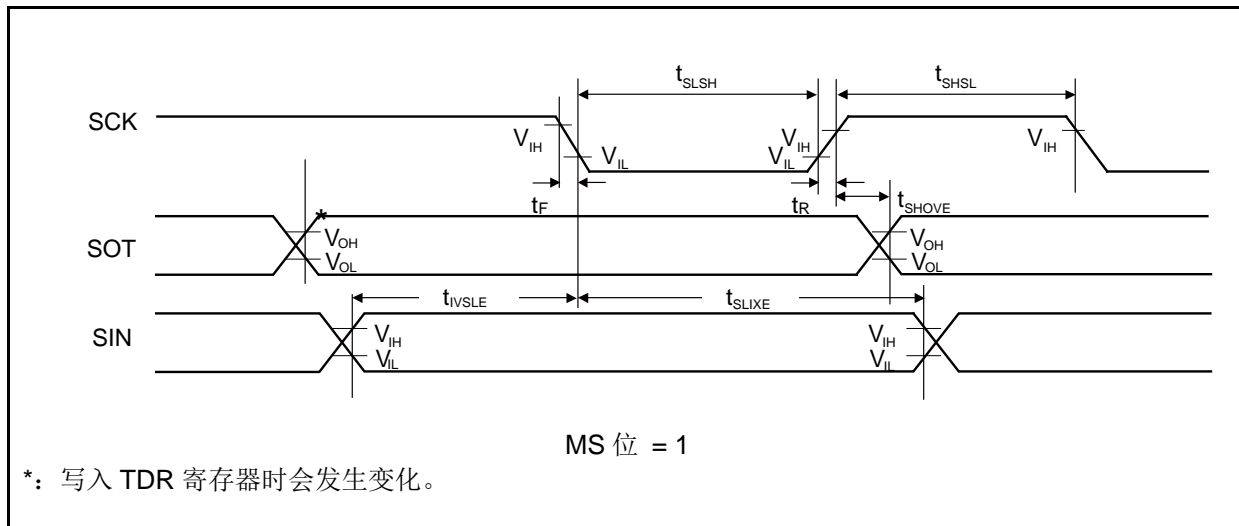 tSLSH tSHSL
SCK VIH VIL VIH VIL VIH
tF tR tSHOVE
SOT * VOH VOL VOH VOL
tIVSLE tSLIXE
SIN VIH VIL VIH VIL
MS 位 = 1
*：写入 TDR 寄存器时会发生变化。